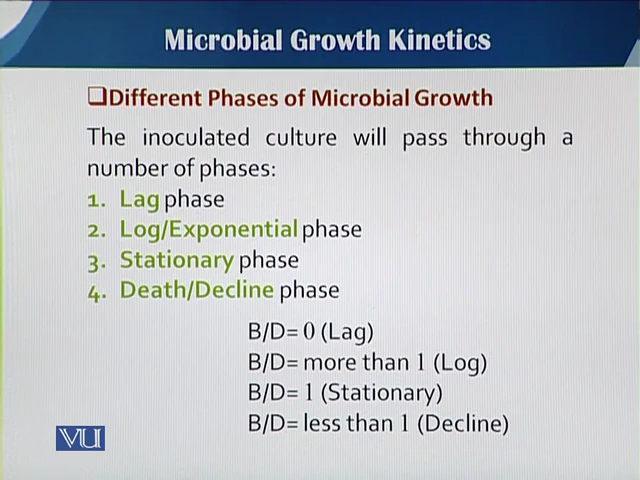 Microbial Growth Kinetics
❑Different Phases of Microbial Growth
The inoculated culture will pass through a
number of phases:
1. Lag phase
2. Log/Exponential phase
3. Stationary phase
4. Death/Decline phase
B/D= 0 (Lag)
B/D= more than 1 (Log)
B/D= 1 (Stationary)
B/D= less than 1 (Decline)
VU